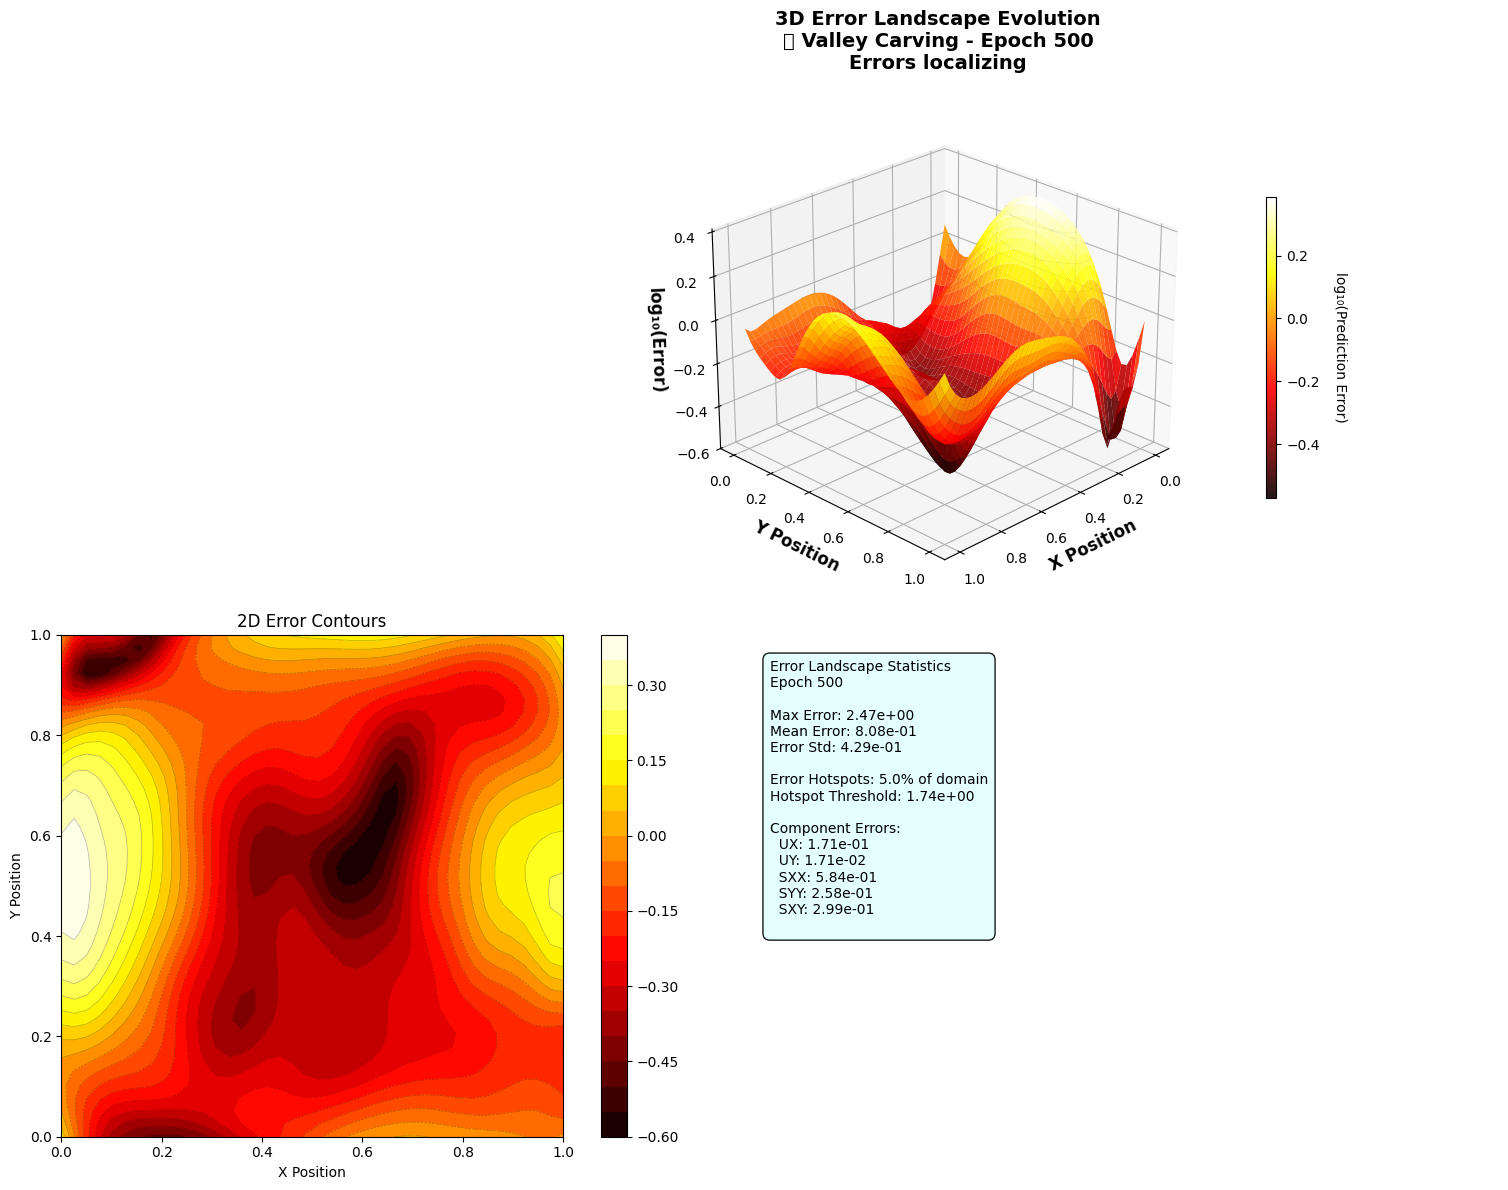 3D Error Landscape Evolution
▯ Valley Carving - Epoch 500
Errors localizing
log₁₀(Error)
0.4
0.2
0.0
−0.2
−0.4
−0.6
0.0
0.2
0.4
0.6
0.8
1.0
Y Position
0.0
0.2
0.4
0.6
0.8
1.0
X Position
0.2
0.0
−0.2
−0.4
log₁₀(Prediction Error)
2D Error Contours
1.0
0.8
0.6
0.4
0.2
0.0
Y Position
0.0
0.2
0.4
0.6
0.8
1.0
X Position
0.30
0.15
0.00
−0.15
−0.30
−0.45
−0.60
Error Landscape Statistics
Epoch 500
Max Error: 2.47e+00
Mean Error: 8.08e-01
Error Std: 4.29e-01
Error Hotspots: 5.0% of domain
Hotspot Threshold: 1.74e+00
Component Errors:
UX: 1.71e-01
UY: 1.71e-02
SXX: 5.84e-01
SYY: 2.58e-01
SXY: 2.99e-01